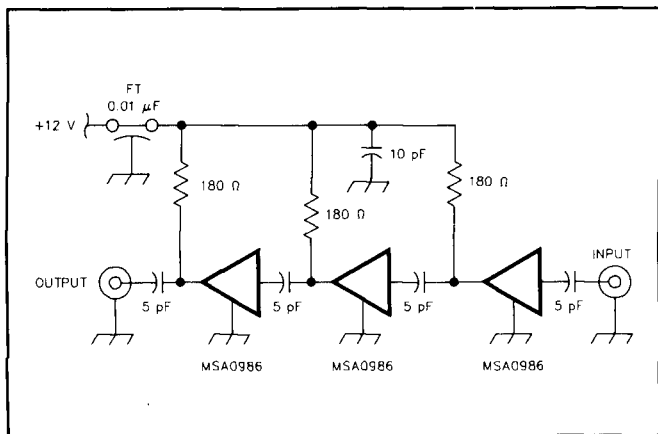 FT
0.01 μF
+12 V
10 pF
180 Ω
180 Ω
180 Ω
INPUT
OUTPUT
5 pF
5 pF
5 pF
5 pF
MSA0986
MSA0986
MSA0986